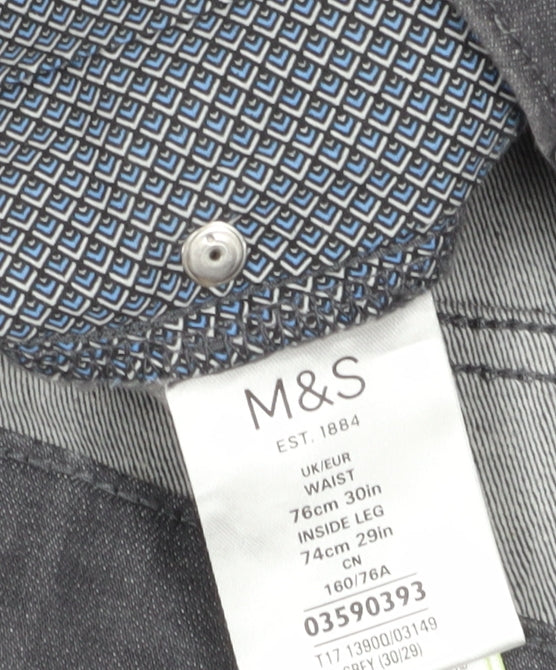 M&S
EST. 1884
UK/EUR
WAIST
76cm 30in
INSIDE LEG
74cm 29in
CN
160/76A
03590393
T17 1390O/03149
GREY (30/29)